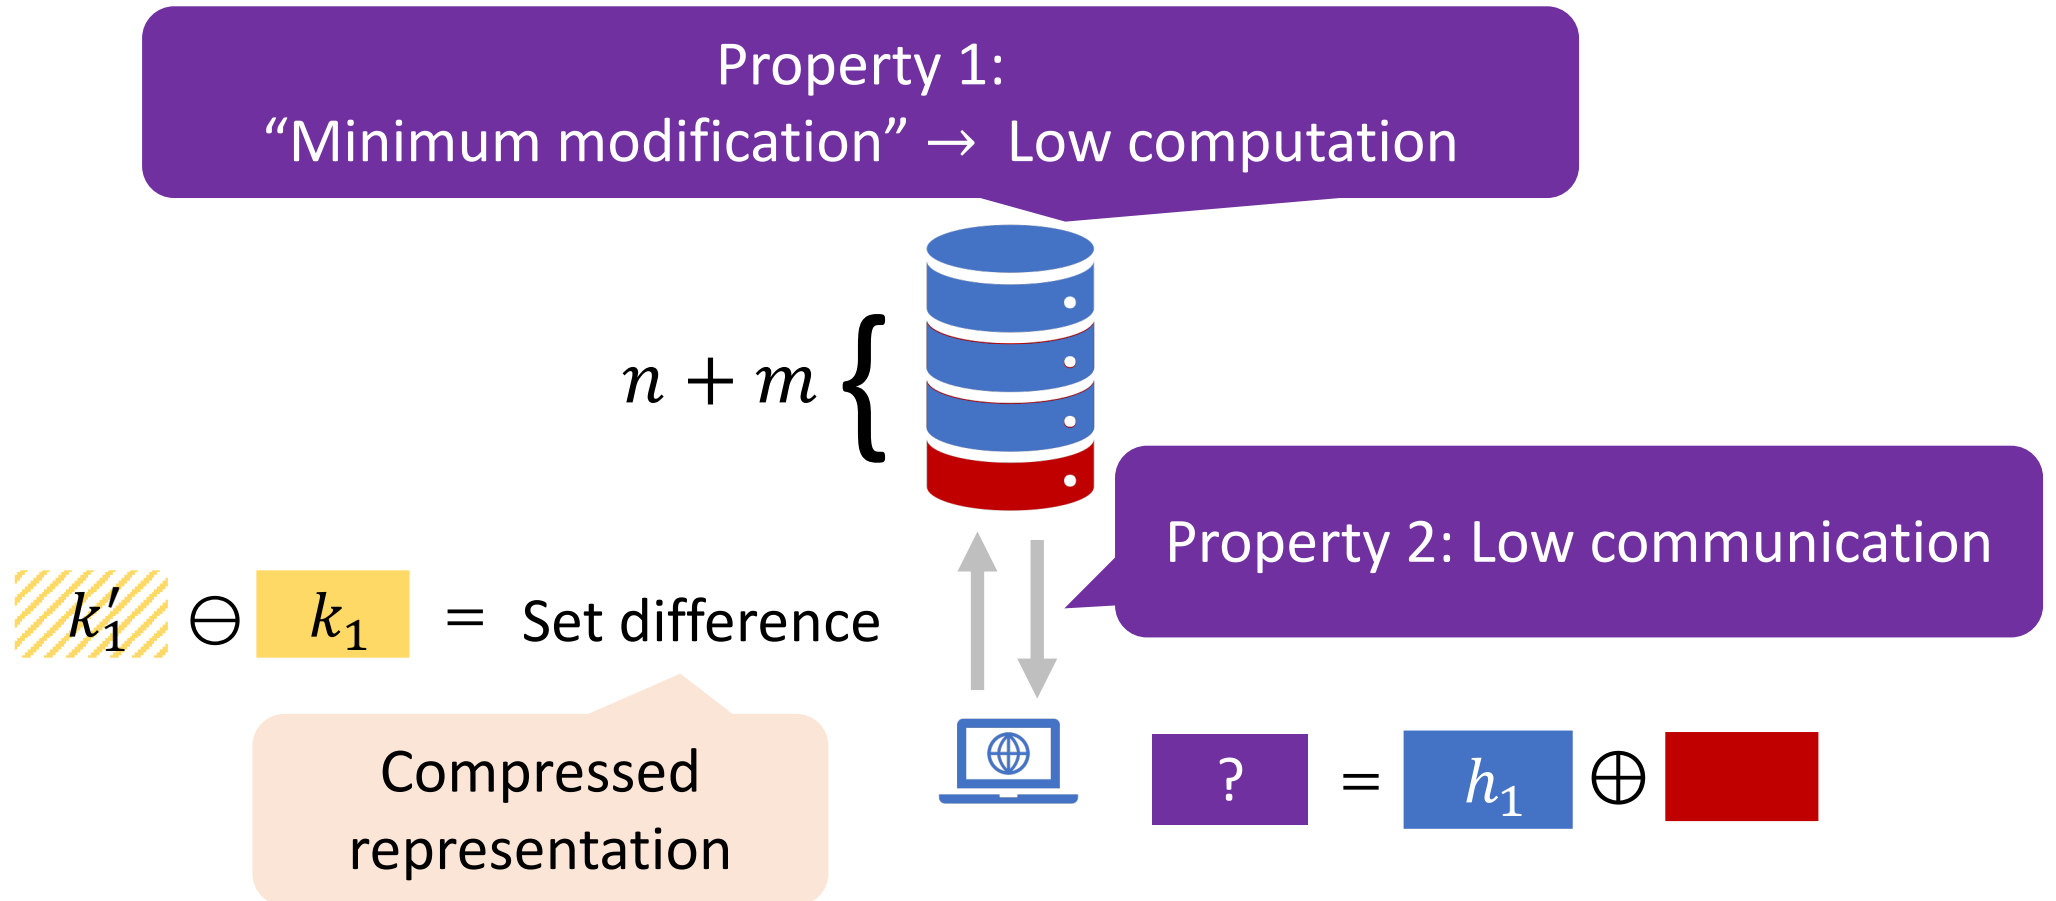 Property 1:
“Minimum modification” → Low computation
n + m {
Property 2: Low communication
k′₁ ⊖ k₁ = Set difference
Compressed
representation
? = h₁ ⊕